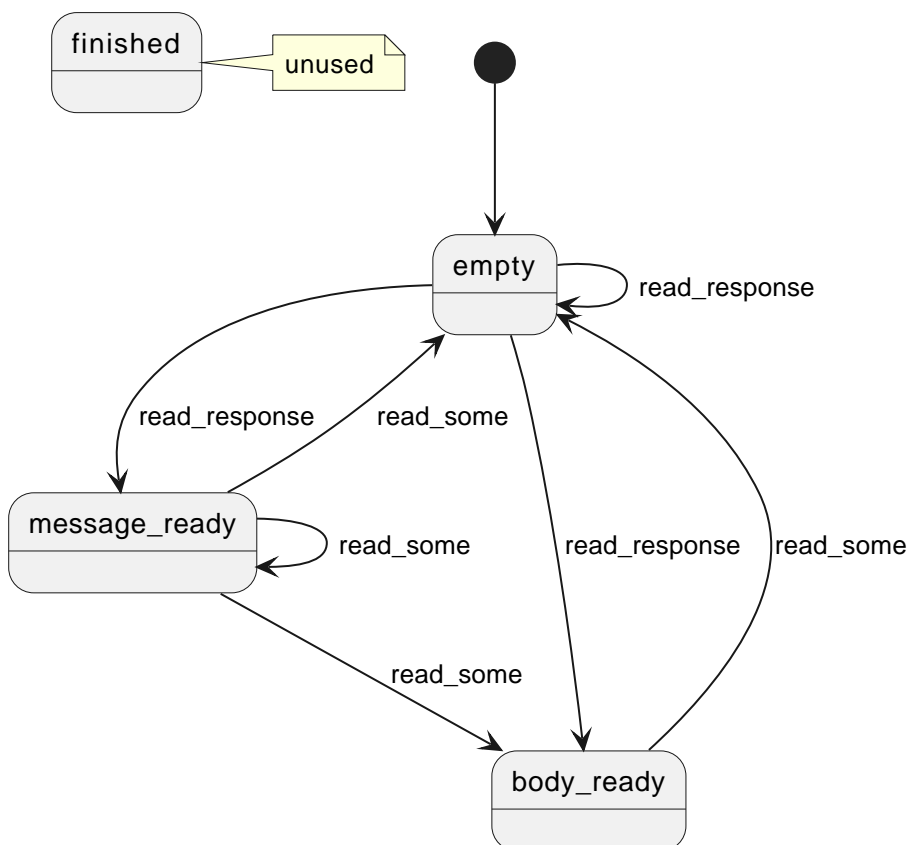 finished
unused
empty
read_response
read_response
read_some
message_ready
read_some
read_response
read_some
read_some
body_ready